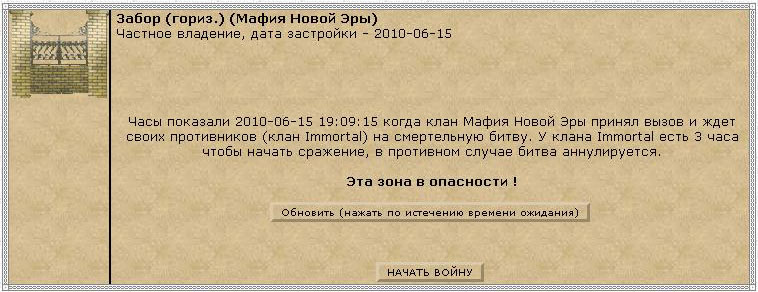 Забор (гориз.) (Мафия Новой Эры)
Частное владение, дата застройки - 2010-06-15
Часы показали 2010-06-15 19:09:15 когда клан Мафия Новой Эры принял вызов и ждет
своих противников (клан Immortal) на смертельную битву. У клана Immortal есть 3 часа
чтобы начать сражение, в противном случае битва аннулируется.
Эта зона в опасности !
Обновить (нажать по истечению времени ожидания)
НАЧАТЬ ВОЙНУ